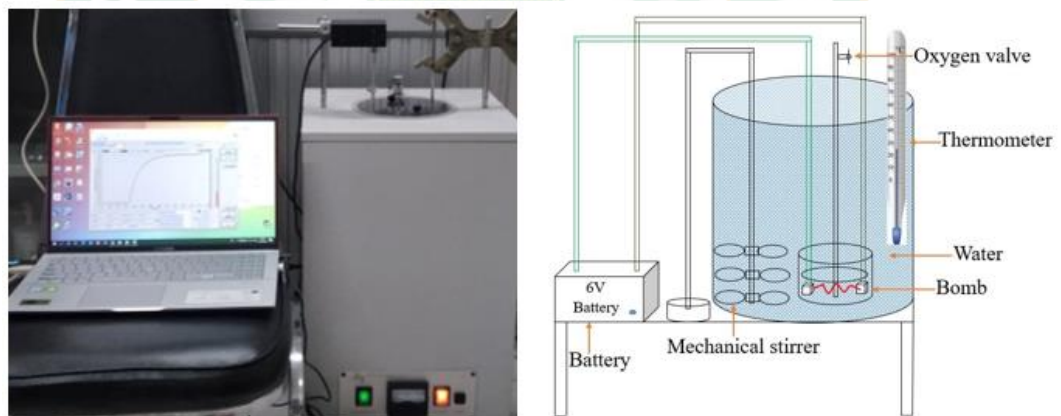 Oxygen valve
Thermometer
Water
Bomb
6V
Battery
Mechanical stirrer
Battery